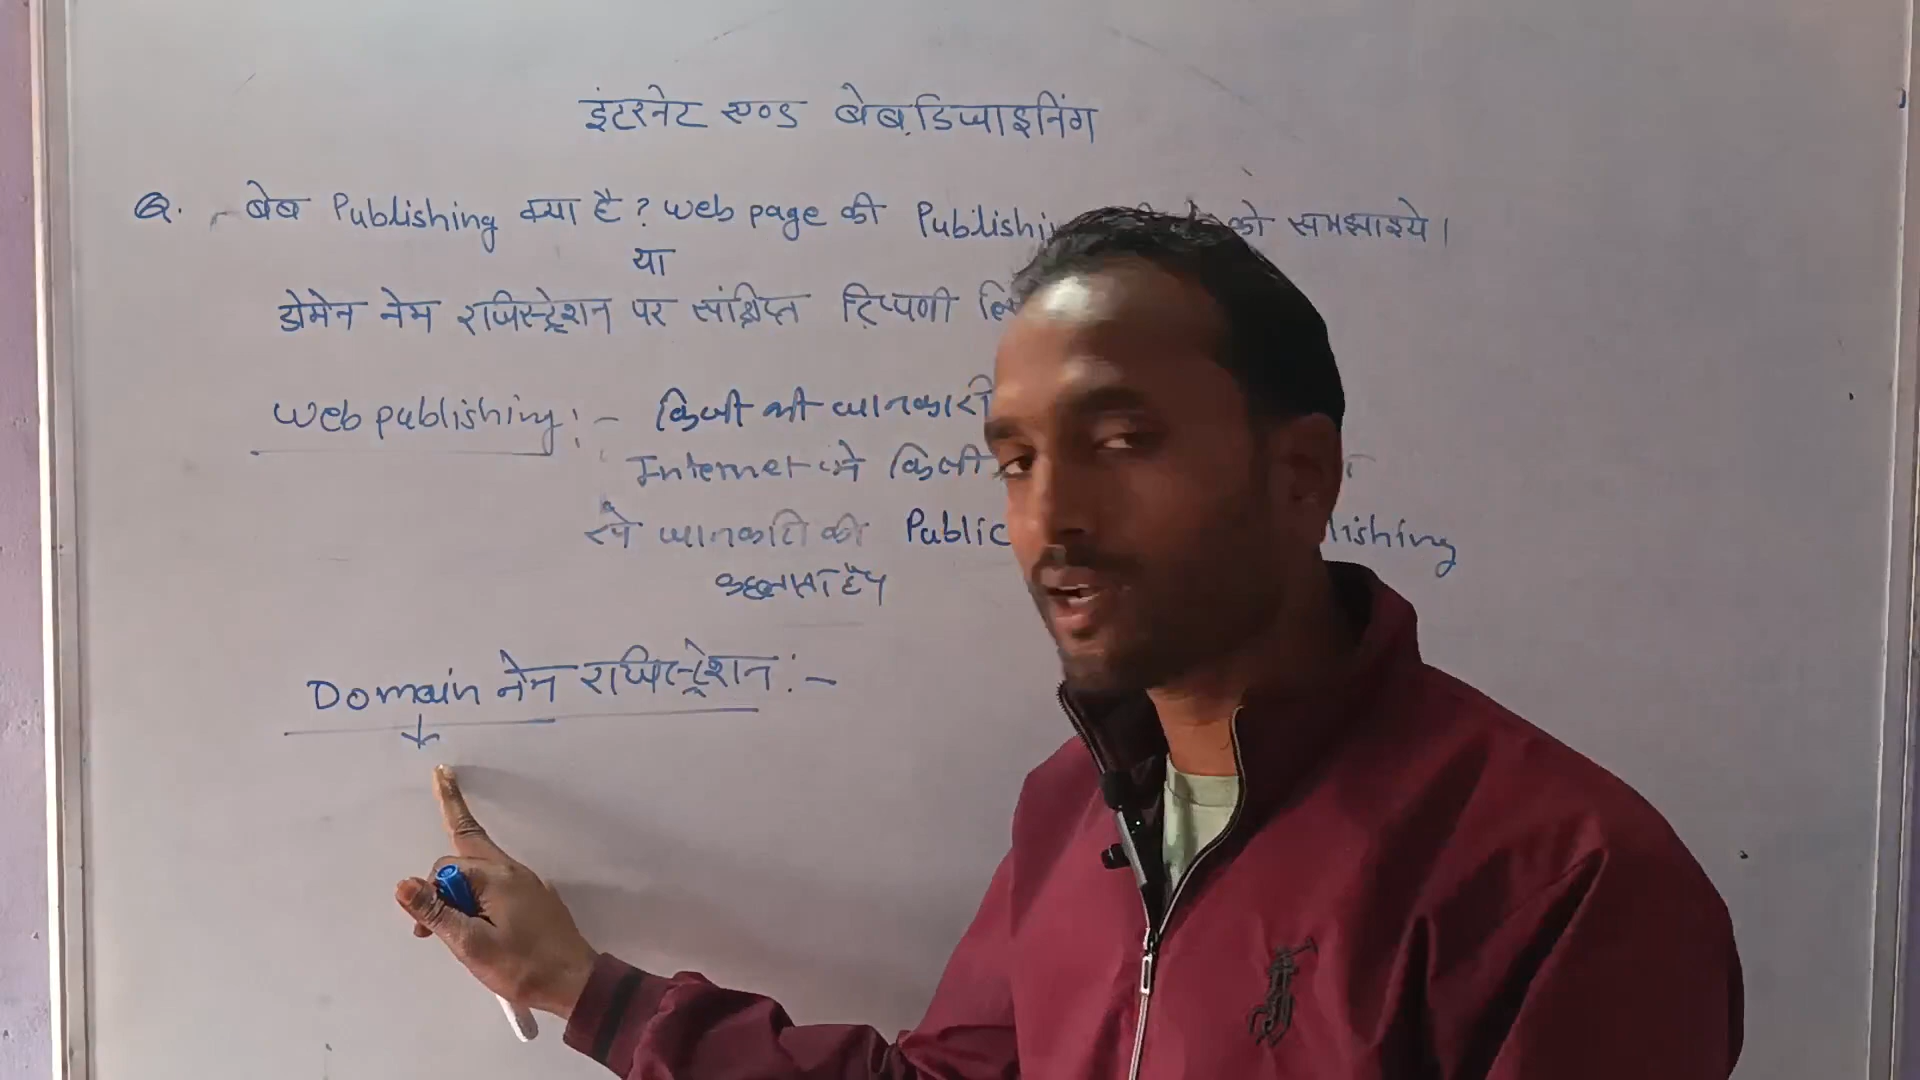 इंटरनेट एण्ड बेब डिजाइनिंग
Q. बेब Publishing क्या है? web page की Publishi को समझाइये।
या
डोमेन नेम रजिस्ट्रेशन पर संक्षिप्त टिप्पणी लि
Web publishing:- किसी भी जानकारी
Internet से किसी
रखे जानकारी की Public lishing
कहलाता है।
Domain नेम रजिस्ट्रेशन :-